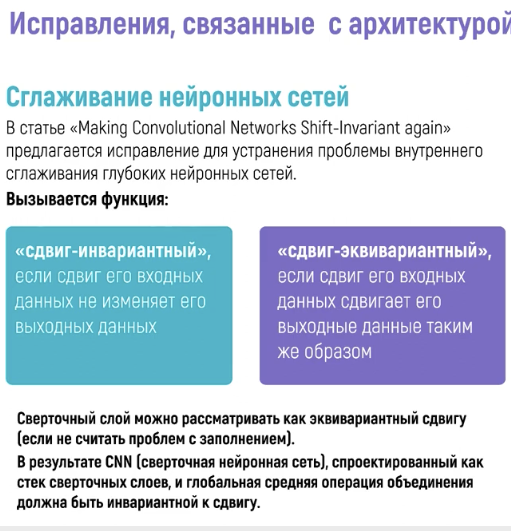 Исправления, связанные с архитектурой
Сглаживание нейронных сетей
В статье «Making Convolutional Networks Shift-Invariant again»
предлагается исправление для устранения проблемы внутреннего
сглаживания глубоких нейронных сетей.
Вызывается функция:
«сдвиг-инвариантный»,
если сдвиг его входных
данных не изменяет его
выходных данных
«сдвиг-эквивариантный»,
если сдвиг его входных
данных сдвигает его
выходные данные таким
же образом
Сверточный слой можно рассматривать как эквивариантный сдвигу
(если не считать проблем с заполнением).
В результате CNN (сверточная нейронная сеть), спроектированный как
стек сверточных слоев, и глобальная средняя операция объединения
должна быть инвариантной к сдвигу.